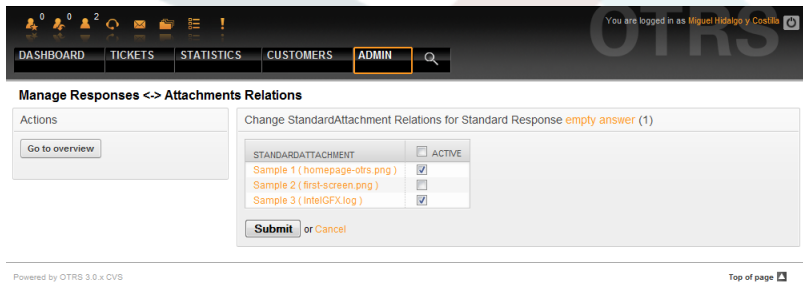 0 0 2
You are logged in as Miguel Hidalgo y Costilla
OTRS
DASHBOARD TICKETS STATISTICS CUSTOMERS ADMIN
Manage Responses <-> Attachments Relations
Actions
Go to overview
Change StandardAttachment Relations for Standard Response empty answer (1)
STANDARDATTACHMENT ACTIVE
Sample 1 ( homepage-otrs.png )
Sample 2 ( first-screen.png )
Sample 3 ( IntelGFX.log )
Submit or Cancel
Powered by OTRS 3.0.x CVS
Top of page